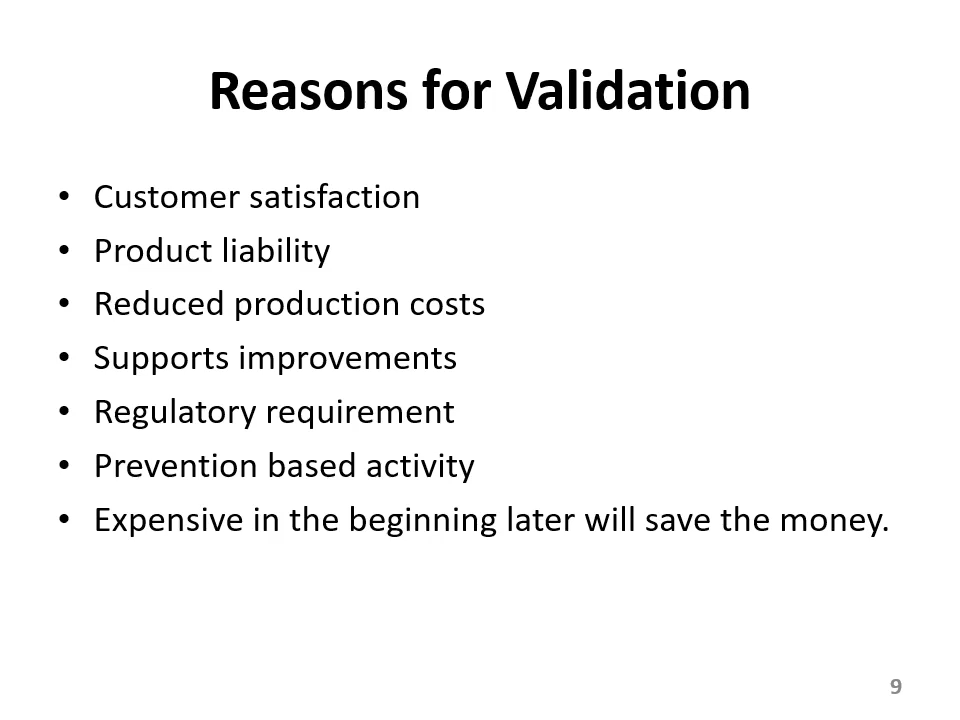 Reasons for Validation
• Customer satisfaction
• Product liability
• Reduced production costs
• Supports improvements
• Regulatory requirement
• Prevention based activity
• Expensive in the beginning later will save the money.
9